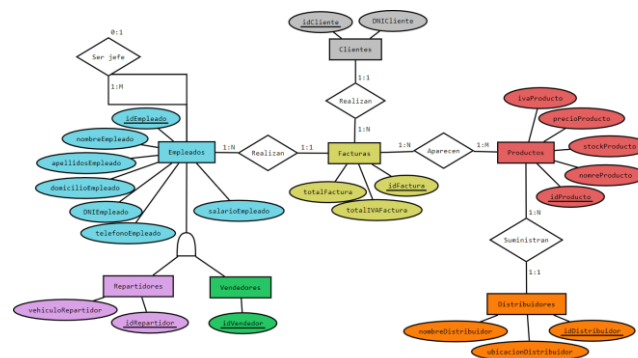 idCliente
DNICliente
0:1
Clientes
Ser jefe
1:1
1:M
ivaProducto
Realizan
precioProducto
idEmpleado
nombreEmpleado
1:N
stockProducto
Empleados
1:N
Realizan
1:1
Facturas
1:N
Aparecen
1:M
Productos
apellidosEmpleado
nomreProducto
domicilioEmpleado
totalFactura
idFactura
idProducto
DNIEmpleado
salarioEmpleado
totalIVAFactura
1:N
telefonoEmpleado
Suministran
1:1
Repartidores
Vendedores
Distribuidores
vehiculoRepartidor
idRepartidor
idVendedor
nombreDistribuidor
idDistribuidor
ubicacionDistribuidor